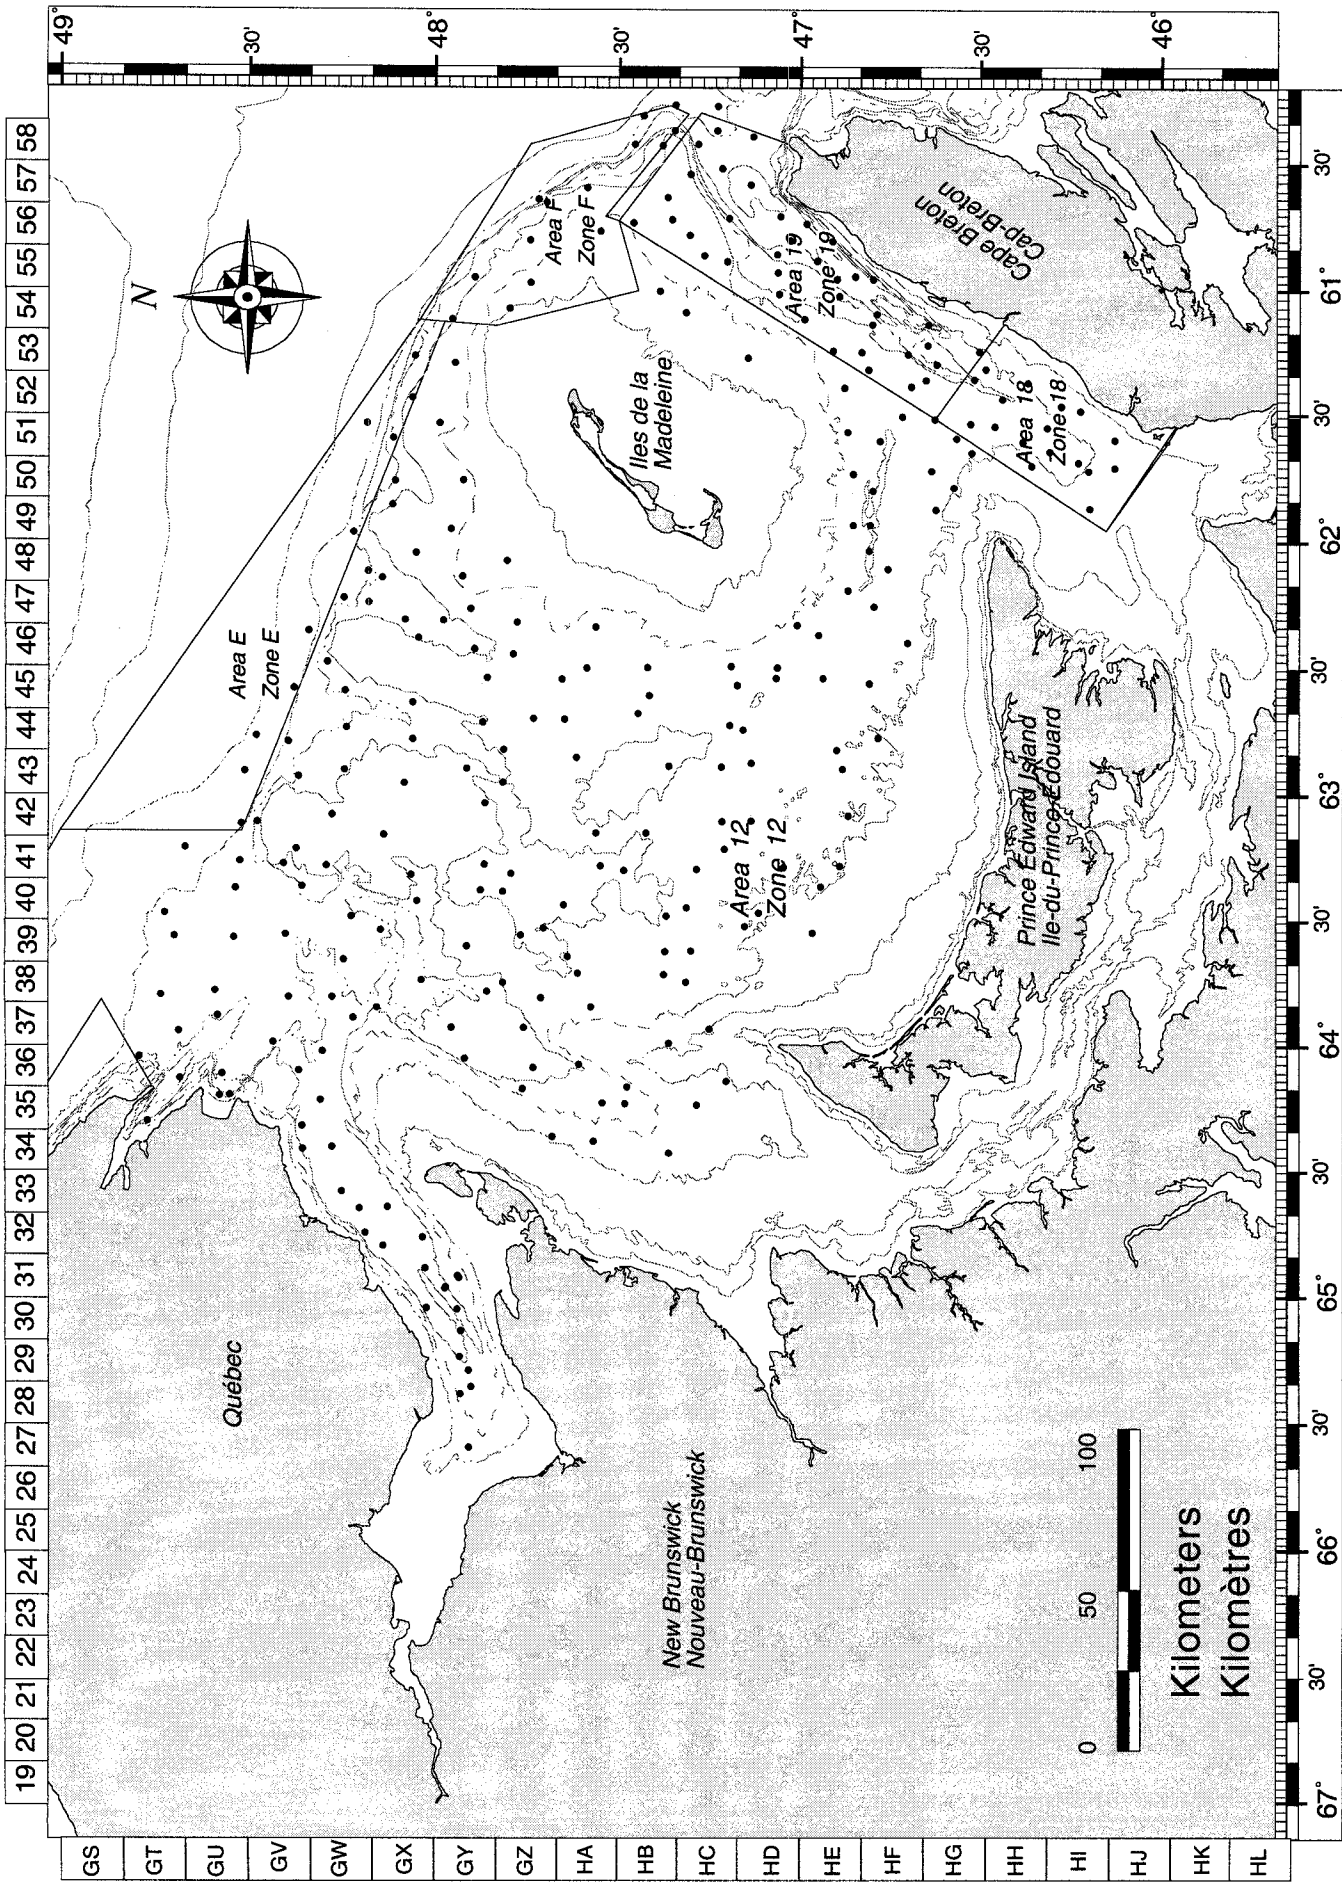 19 20 21 22 23 24 25 26 27 28 29 30 31 32 33 34 35 36 37 38 39 40 41 42 43 44 45 46 47 48 49 50 51 52 53 54 55 56 57 58
GS
GT
GU
GV
GW
GX
GY
GZ
HA
HB
HC
HD
HE
HF
HG
HH
HI
HJ
HK
HL
49°
30'
48°
30'
47°
30'
46°
N
Québec
Area E
Zone E
Area F
Zone F
Iles de la
Madeleine
Area 19
Zone 19
Cape Breton
Cap-Breton
Area 18
Zone 18
Area 12
Zone 12
Prince Edward Island
Ile-du-Prince-Edouard
New Brunswick
Nouveau-Brunswick
0 50 100
Kilometers
Kilomètres
67° 30' 66° 30' 65° 30' 64° 30' 63° 30' 62° 30' 61° 30'